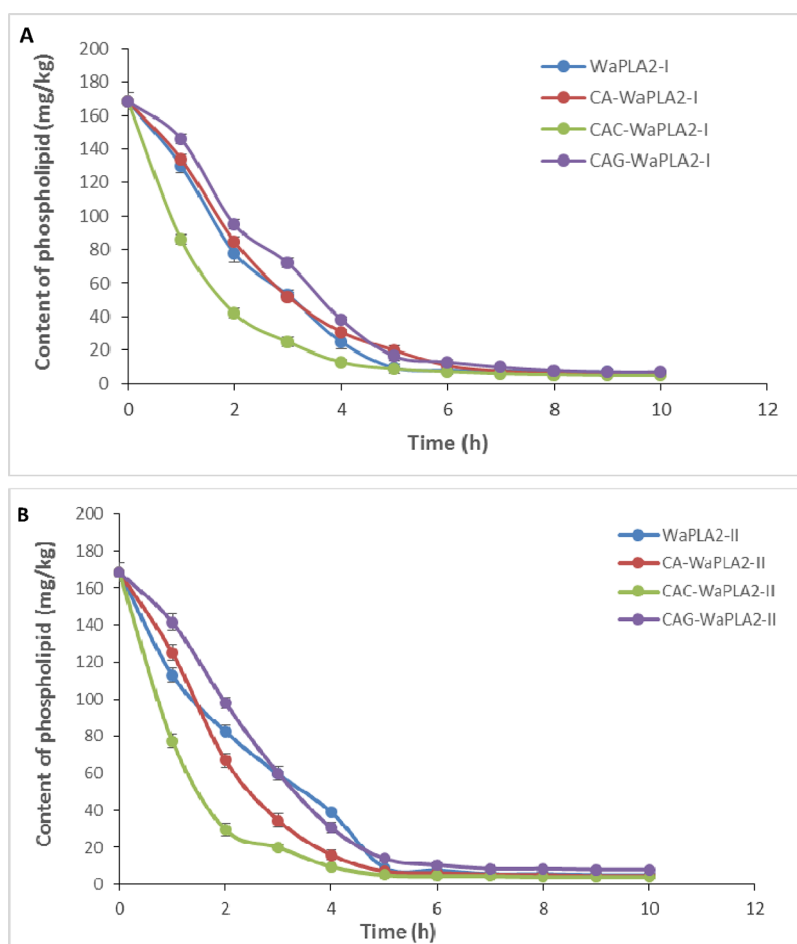 A
Content of phospholipid (mg/kg)
200
180
160
140
120
100
80
60
40
20
0
0 2 4 6 8 10 12
Time (h)
WaPLA2-I
CA-WaPLA2-I
CAC-WaPLA2-I
CAG-WaPLA2-I
B
Content of phospholipid (mg/kg)
200
180
160
140
120
100
80
60
40
20
0
0 2 4 6 8 10 12
Time (h)
WaPLA2-II
CA-WaPLA2-II
CAC-WaPLA2-II
CAG-WaPLA2-II